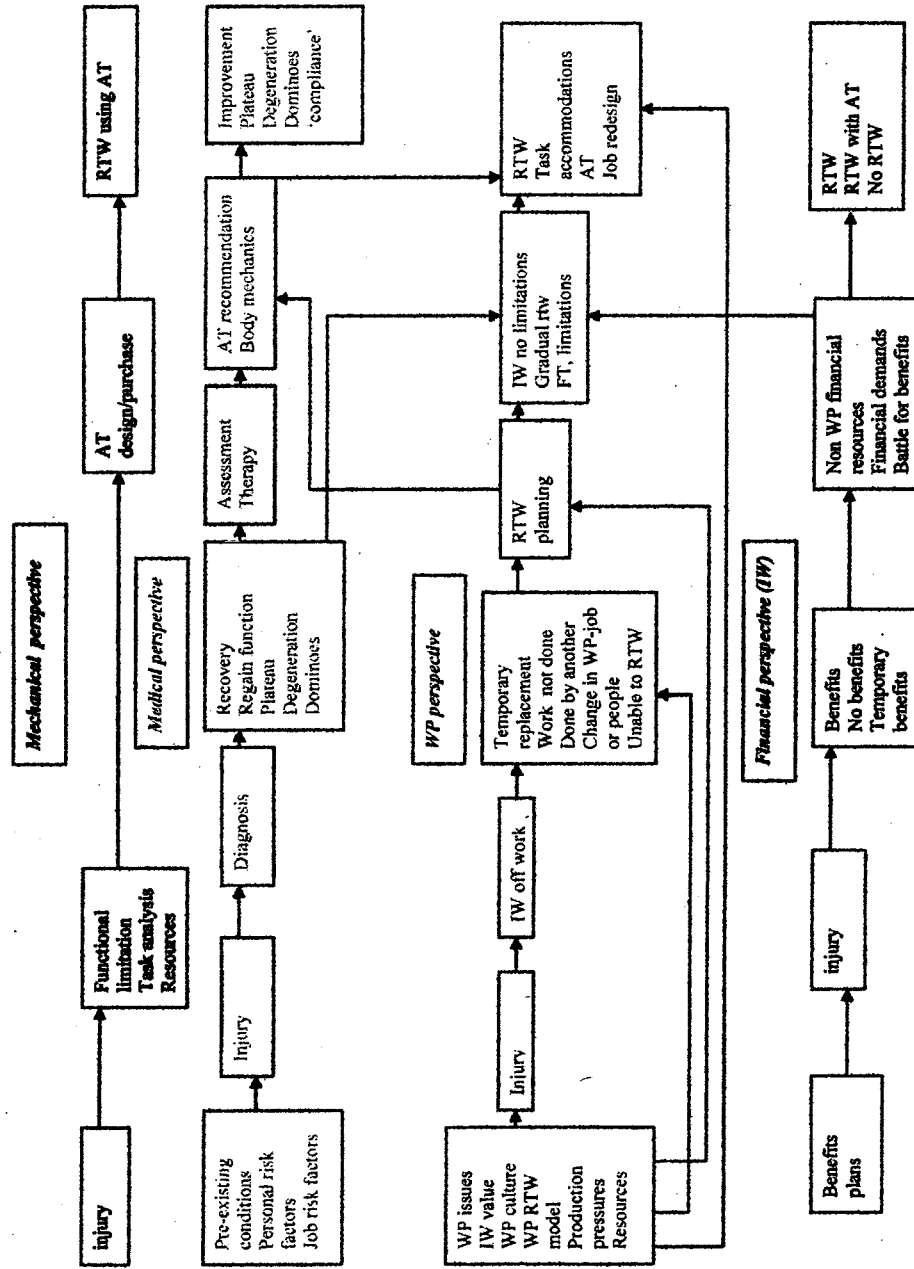 Mechanical perspective
injury
Functional
limitation
Task analysis
Resources
AT
design/purchase
RTW using AT
Medical perspective
Pre-existing
conditions
Personal risk
factors
Job risk factors
Injury
Diagnosis
Recovery
Regain function
Plateau
Degeneration
Dominoes
Assessment
Therapy
AT recommendation
Body mechanics
Improvement
Plateau
Degeneration
Dominoes
'compliance'
WP perspective
WP issues
IW value
WP culture
WP RTW
model
Production
pressures
Resources
Injury
IW off work
Temporary
replacement
Work not done
Done by another
Change in WP-job
or people
Unable to RTW
RTW
planning
IW no limitations
Gradual rtw
FT, limitations
RTW
Task
accommodations
AT
Job redesign
Financial perspective (IW)
Benefits
plans
injury
Benefits
No benefits
Temporary
benefits
Non WP financial
resources
Financial demands
Battle for benefits
RTW
RTW with AT
No RTW